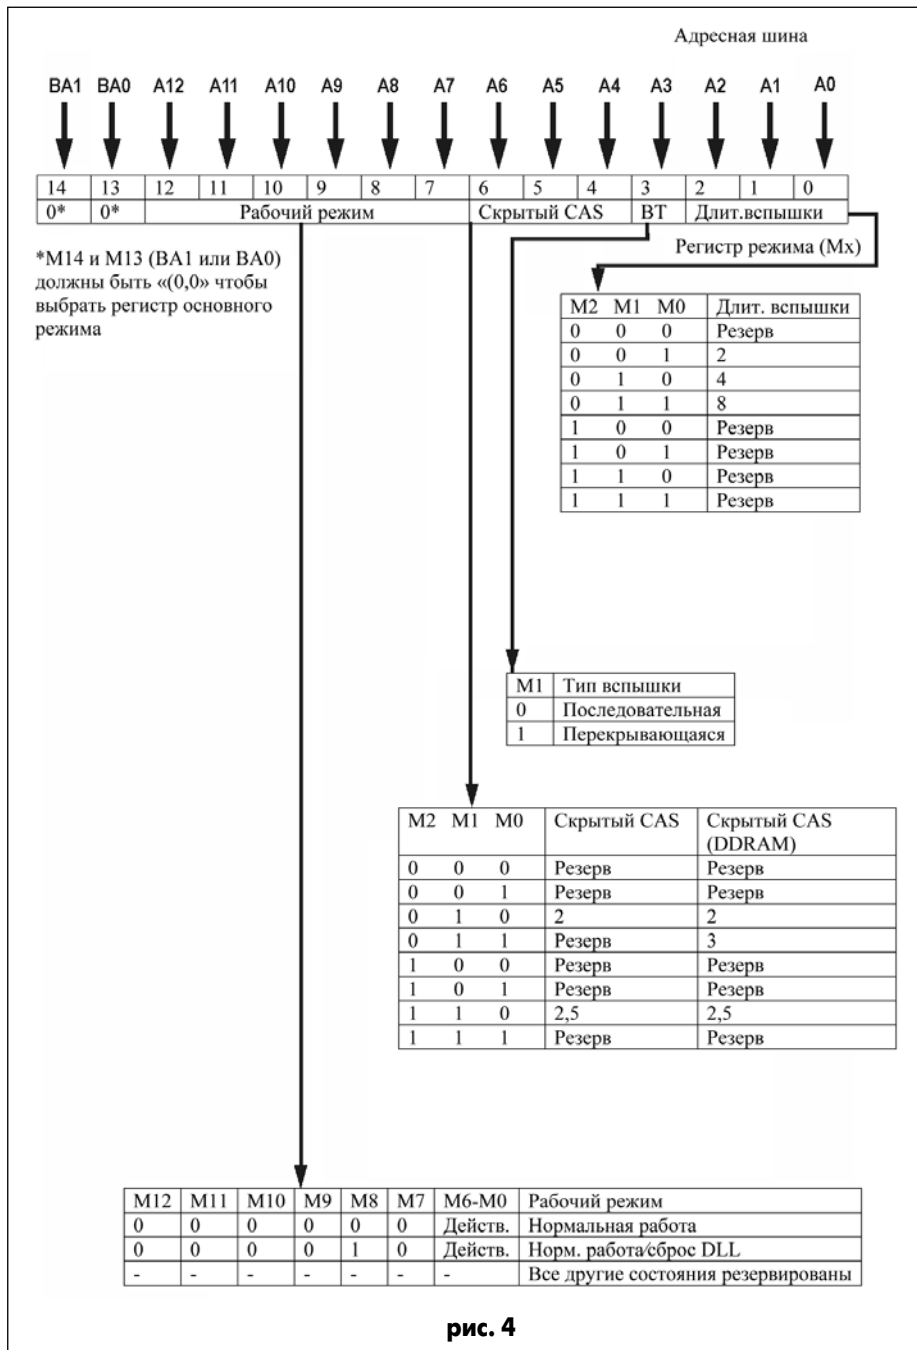 Адресная шина
BA1 BA0 A12 A11 A10 A9 A8 A7 A6 A5 A4 A3 A2 A1 A0
14 13 12 11 10 9 8 7 6 5 4 3 2 1 0
0* 0* Рабочий режим Скрытый CAS BT Длит.вспышки
Регистр режима (Mx)
*M14 и M13 (BA1 или BA0)
должны быть «(0,0» чтобы
выбрать регистр основного
режима
M2 M1 M0 Длит. вспышки
0 0 0 Резерв
0 0 1 2
0 1 0 4
0 1 1 8
1 0 0 Резерв
1 0 1 Резерв
1 1 0 Резерв
1 1 1 Резерв
M1 Тип вспышки
0 Последовательная
1 Перекрывающаяся
M2 M1 M0 Скрытый CAS Скрытый CAS
(DDRAM)
0 0 0 Резерв Резерв
0 0 1 Резерв Резерв
0 1 0 2 2
0 1 1 Резерв 3
1 0 0 Резерв Резерв
1 0 1 Резерв Резерв
1 1 0 2,5 2,5
1 1 1 Резерв Резерв
M12 M11 M10 M9 M8 M7 M6-M0 Рабочий режим
0 0 0 0 0 0 Действ. Нормальная работа
0 0 0 0 1 0 Действ. Норм. работа/сброс DLL
- - - - - - - Все другие состояния резервированы
рис. 4